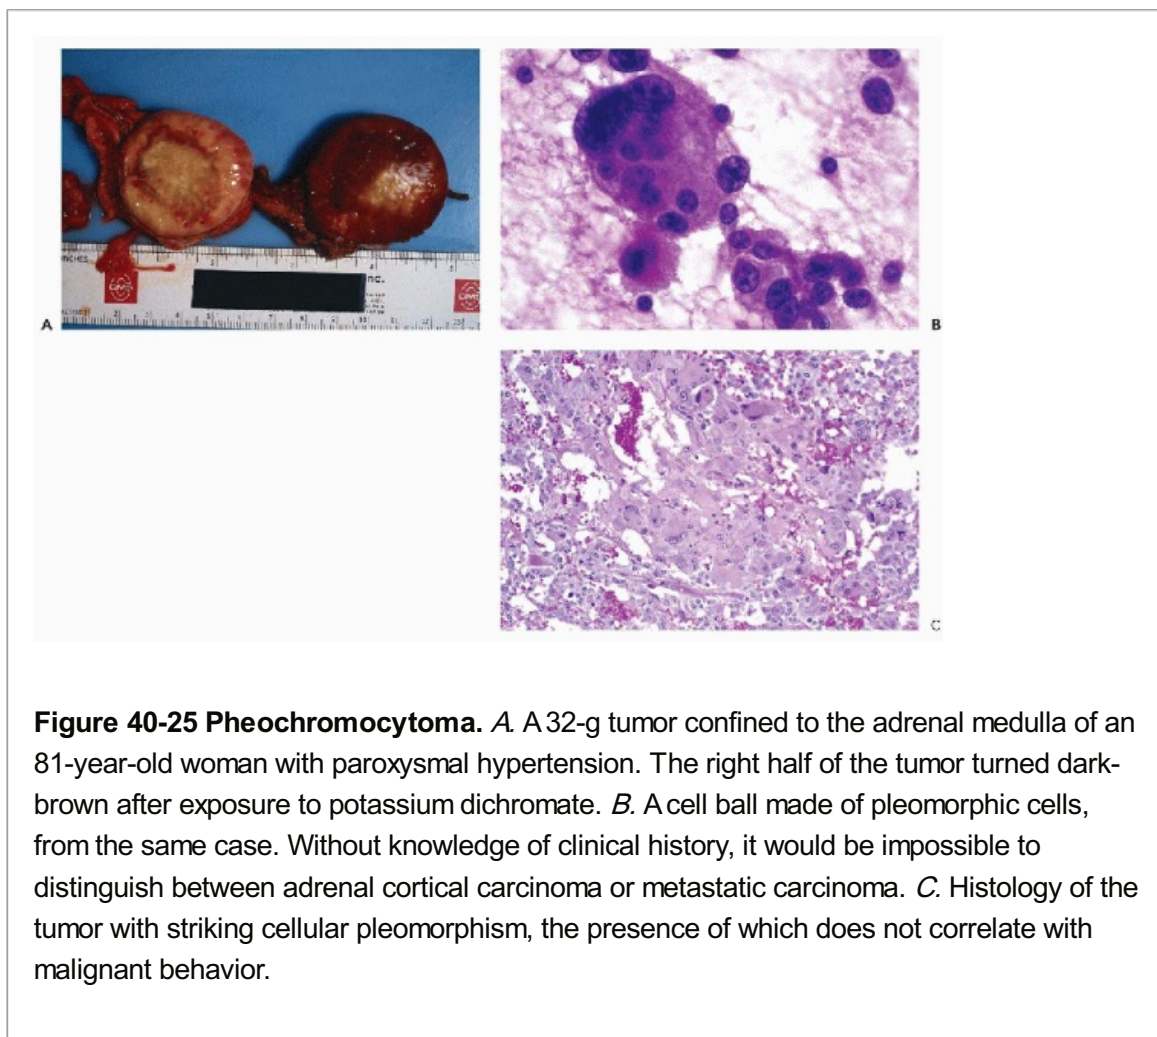 A
B
C
INCHES
INC.
Figure 40-25 Pheochromocytoma. A. A 32-g tumor confined to the adrenal medulla of an
81-year-old woman with paroxysmal hypertension. The right half of the tumor turned dark-
brown after exposure to potassium dichromate. B. A cell ball made of pleomorphic cells,
from the same case. Without knowledge of clinical history, it would be impossible to
distinguish between adrenal cortical carcinoma or metastatic carcinoma. C. Histology of the
tumor with striking cellular pleomorphism, the presence of which does not correlate with
malignant behavior.